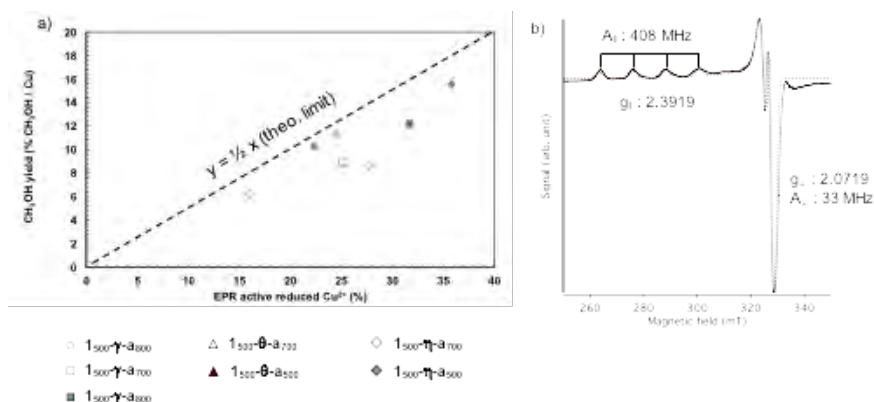 a)
20
18
16
14
12
10
8
6
4
2
0
CH₃OH yield (% CH₃OH / Cu)
y = ½ x (theo. limit)
0 5 10 15 20 25 30 35 40
EPR active reduced Cu²⁺ (%)
b)
A∥ : 408 MHz
g∥ : 2.3919
g⊥ : 2.0719
A⊥ : 33 MHz
Signal (arb. unit)
260 280 300 320 340
Magnetic field (mT)
1₅₀₀-γ-a₈₀₀ 1₅₀₀-θ-a₇₀₀ 1₅₀₀-η-a₇₀₀
1₅₀₀-γ-a₇₀₀ 1₅₀₀-θ-a₅₀₀ 1₅₀₀-η-a₅₀₀
1₅₀₀-γ-a₈₀₀